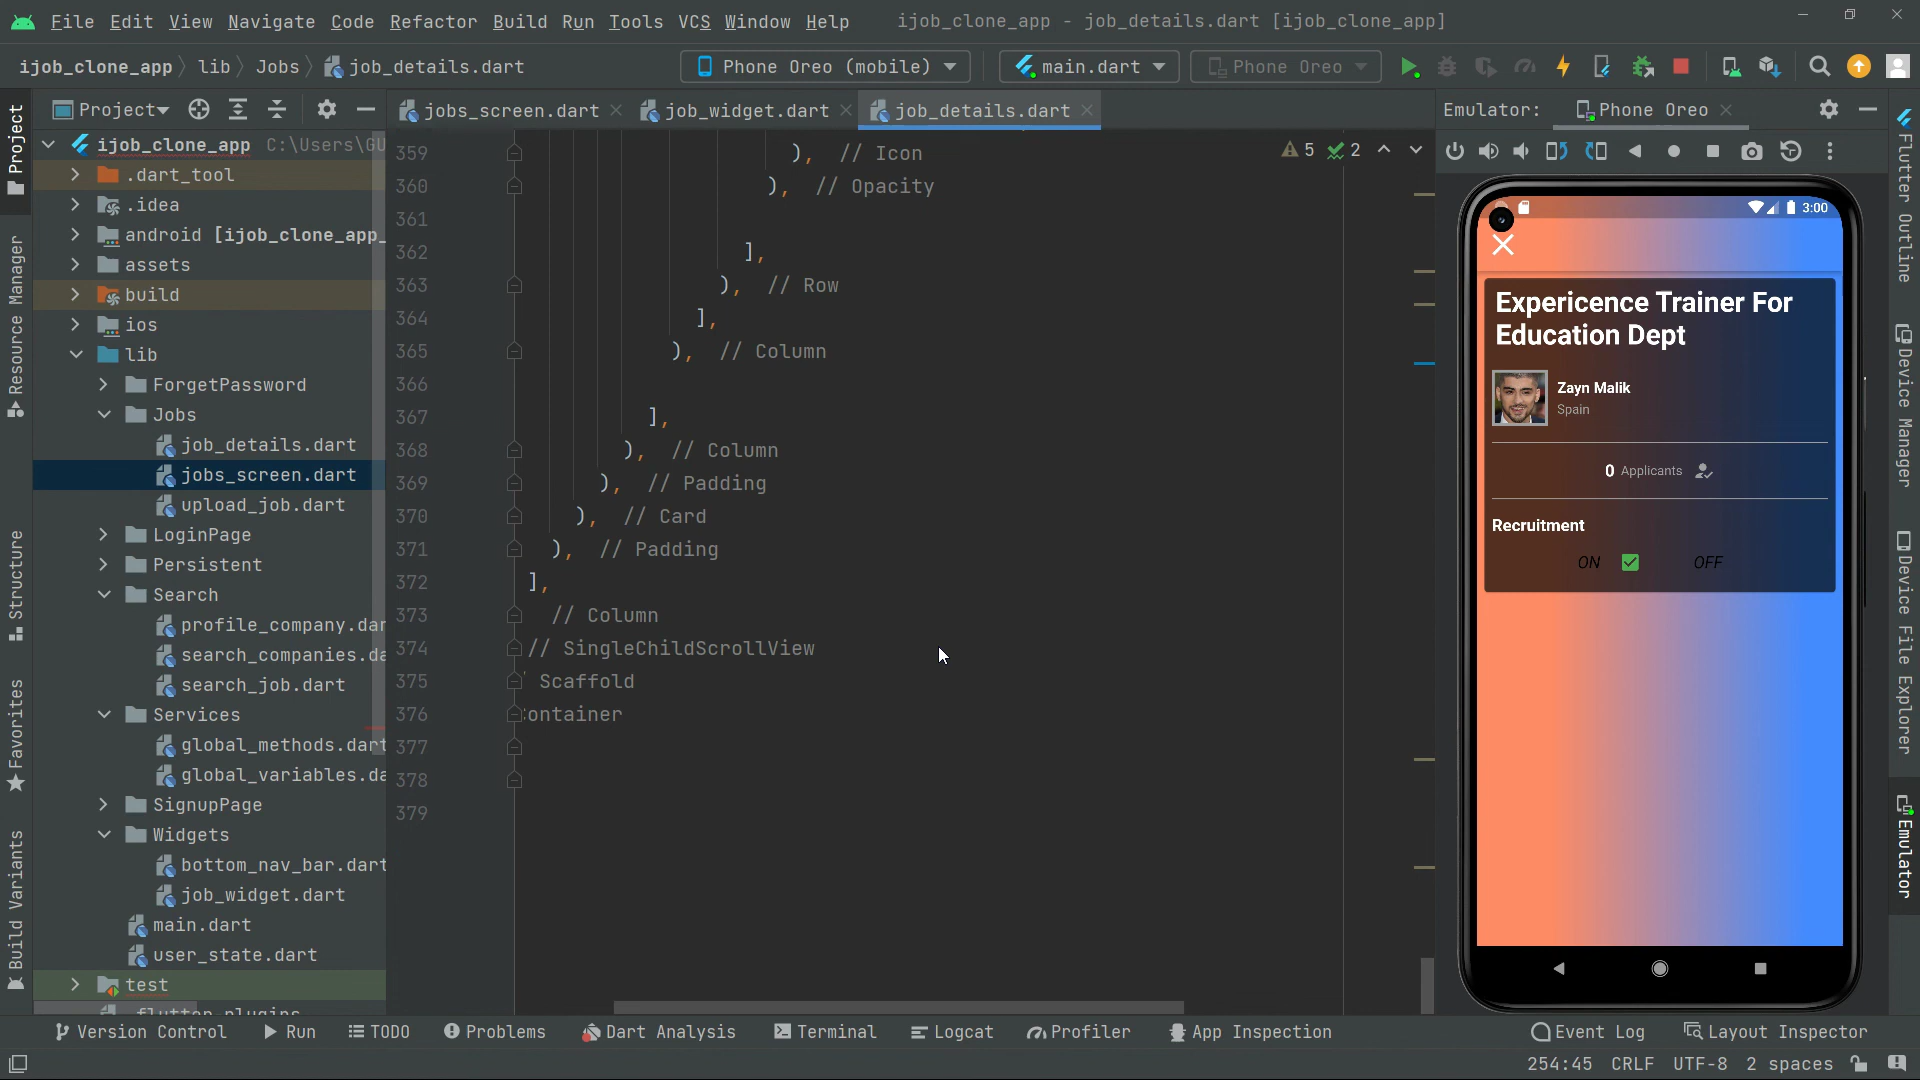 File Edit View Navigate Code Refactor Build Run Tools VCS Window Help ijob_clone_app - job_details.dart [ijob_clone_app]
ijob_clone_app lib Jobs job_details.dart Phone Oreo (mobile) main.dart Phone Oreo
Project
jobs_screen.dart job_widget.dart job_details.dart
Emulator: Phone Oreo
ijob_clone_app C:\Users\GU
.dart_tool
.idea
android [ijob_clone_app_
assets
build
ios
lib
ForgetPassword
Jobs
job_details.dart
jobs_screen.dart
upload_job.dart
LoginPage
Persistent
Search
profile_company.dar
search_companies.da
search_job.dart
Services
global_methods.dart
global_variables.da
SignupPage
Widgets
bottom_nav_bar.dart
job_widget.dart
main.dart
user_state.dart
test
Project
Resource Manager
Structure
Favorites
Build Variants
5 2
359 ), // Icon
360 ), // Opacity
361
362 ],
363 ), // Row
364 ],
365 ), // Column
366
367 ],
368 ), // Column
369 ), // Padding
370 ), // Card
371 ), // Padding
372 ],
373 // Column
374 // SingleChildScrollView
375 Scaffold
376 ontainer
377
378
379
3:00
Expericence Trainer For
Education Dept
Zayn Malik
Spain
0 Applicants
Recruitment
ON OFF
Flutter Outline
Device Manager
Device File Explorer
Emulator
Version Control Run TODO Problems Dart Analysis Terminal Logcat Profiler App Inspection Event Log Layout Inspector
254:45 CRLF UTF-8 2 spaces